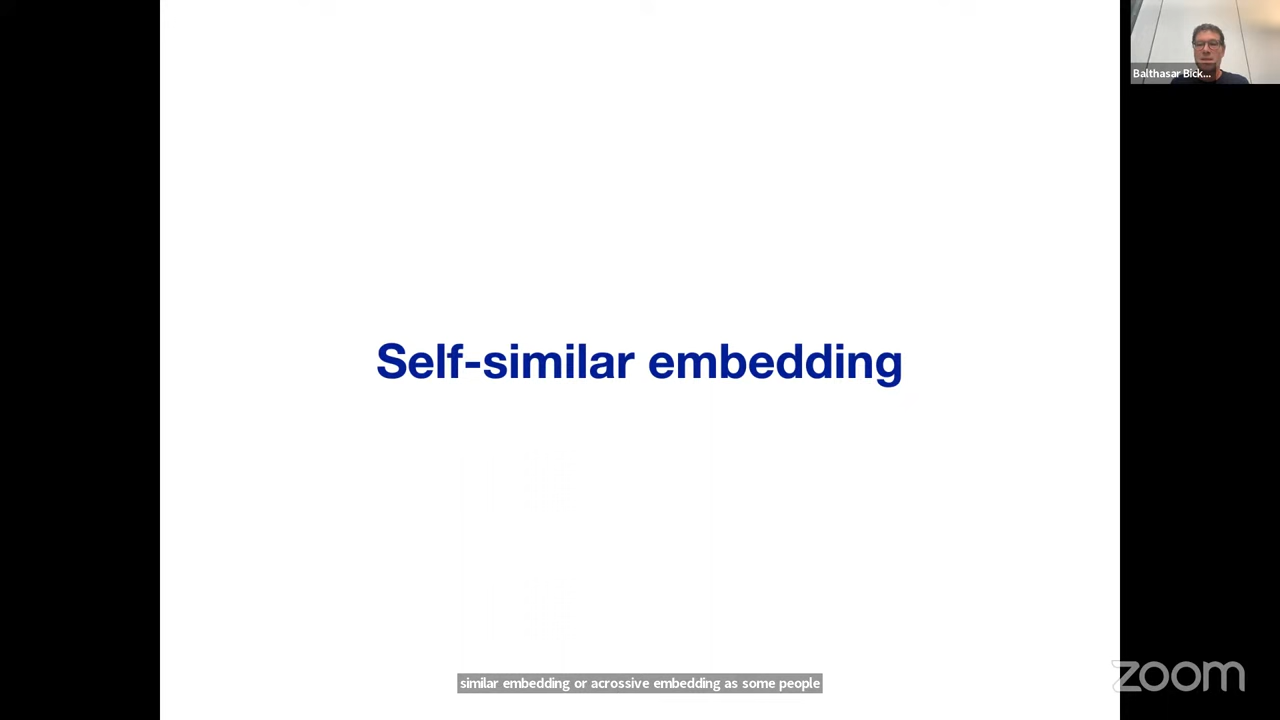 Balthasar Bick...
Self-similar embedding
similar embedding or acrossive embedding as some people
zoom